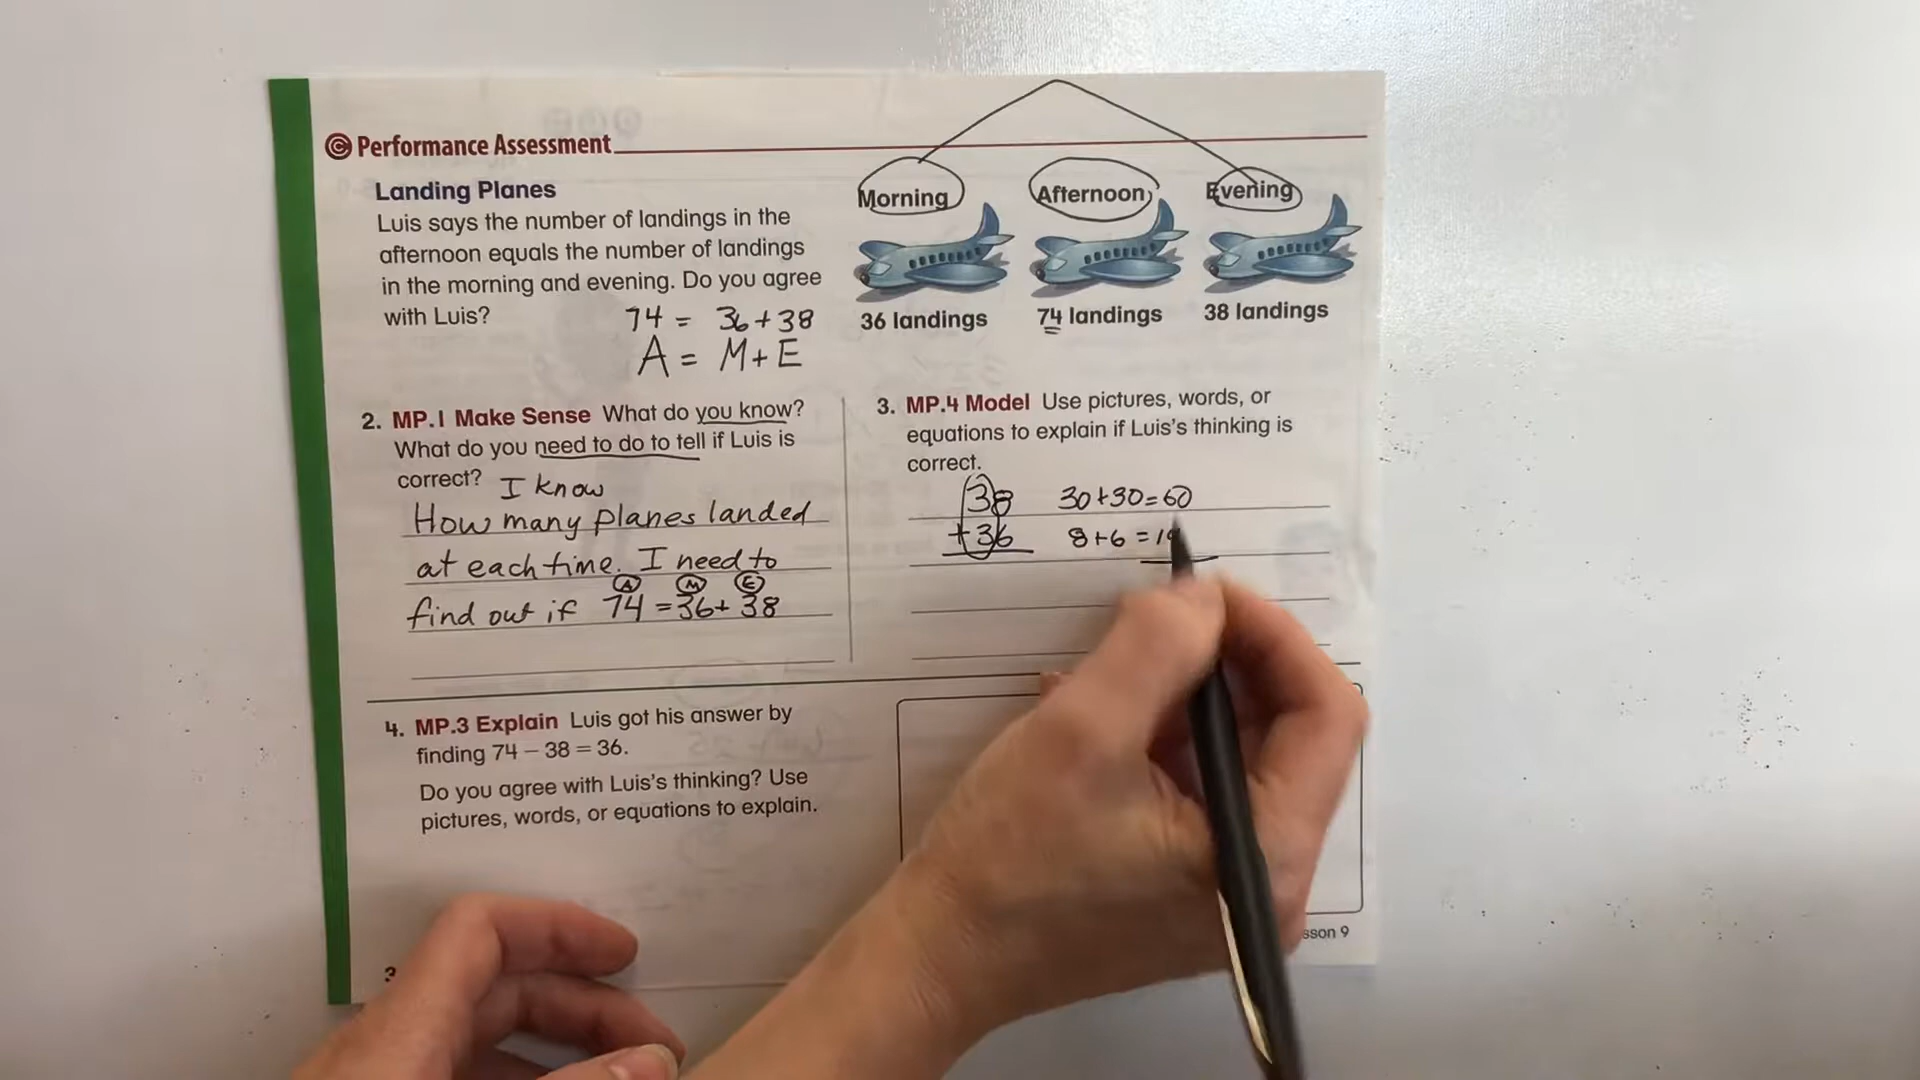 © Performance Assessment
Landing Planes
Luis says the number of landings in the
afternoon equals the number of landings
in the morning and evening. Do you agree
with Luis?
74 = 36+38
A = M+E
Morning
Afternoon
Evening
36 landings
74 landings
38 landings
2. MP.1 Make Sense What do you know?
What do you need to do to tell if Luis is
correct? I know
How many planes landed
at each time. I need to
A M E
find out if 74 = 36+ 38
3. MP.4 Model Use pictures, words, or
equations to explain if Luis's thinking is
correct.
38 30+30=60
+36 8+6 =
4. MP.3 Explain Luis got his answer by
finding 74 – 38 = 36.
Do you agree with Luis's thinking? Use
pictures, words, or equations to explain.
9